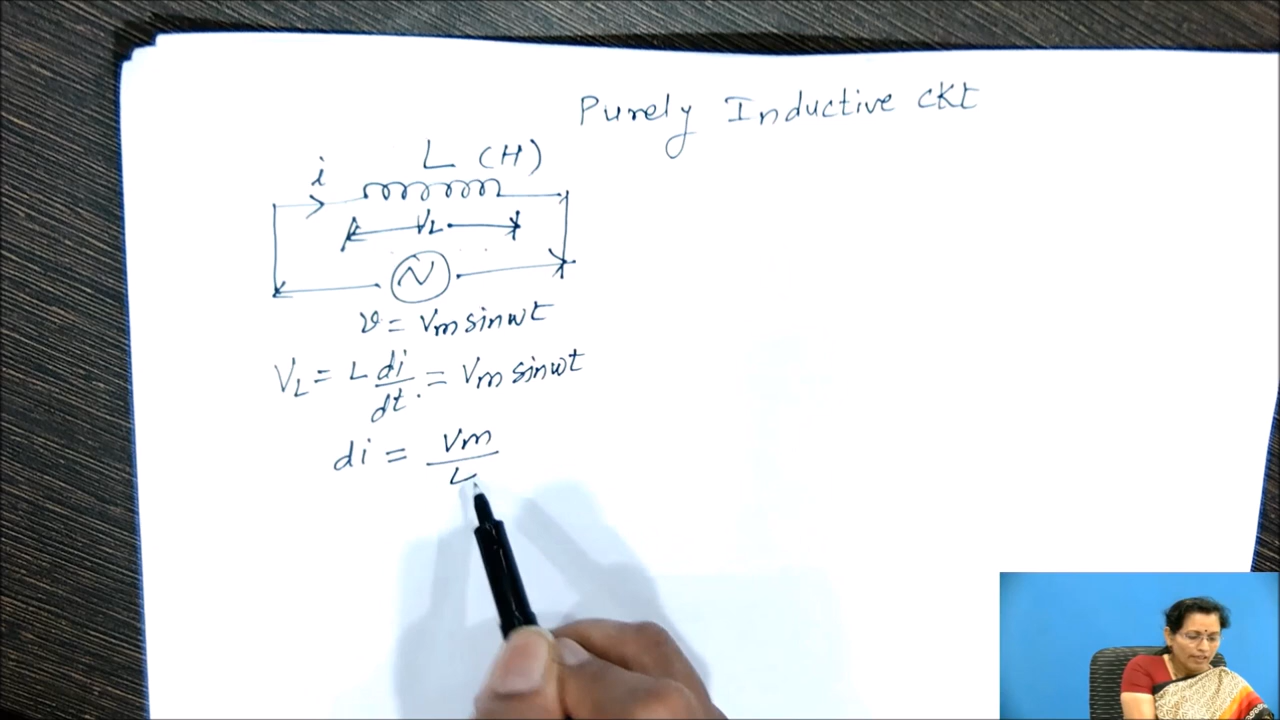 Purely Inductive CKt
L (H)
i
VL
v = Vm sinωt
VL = L di/dt. = Vm sinωt
di = Vm/L